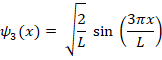 ψ₃(x) = √(2/L) sin (3πx/L)